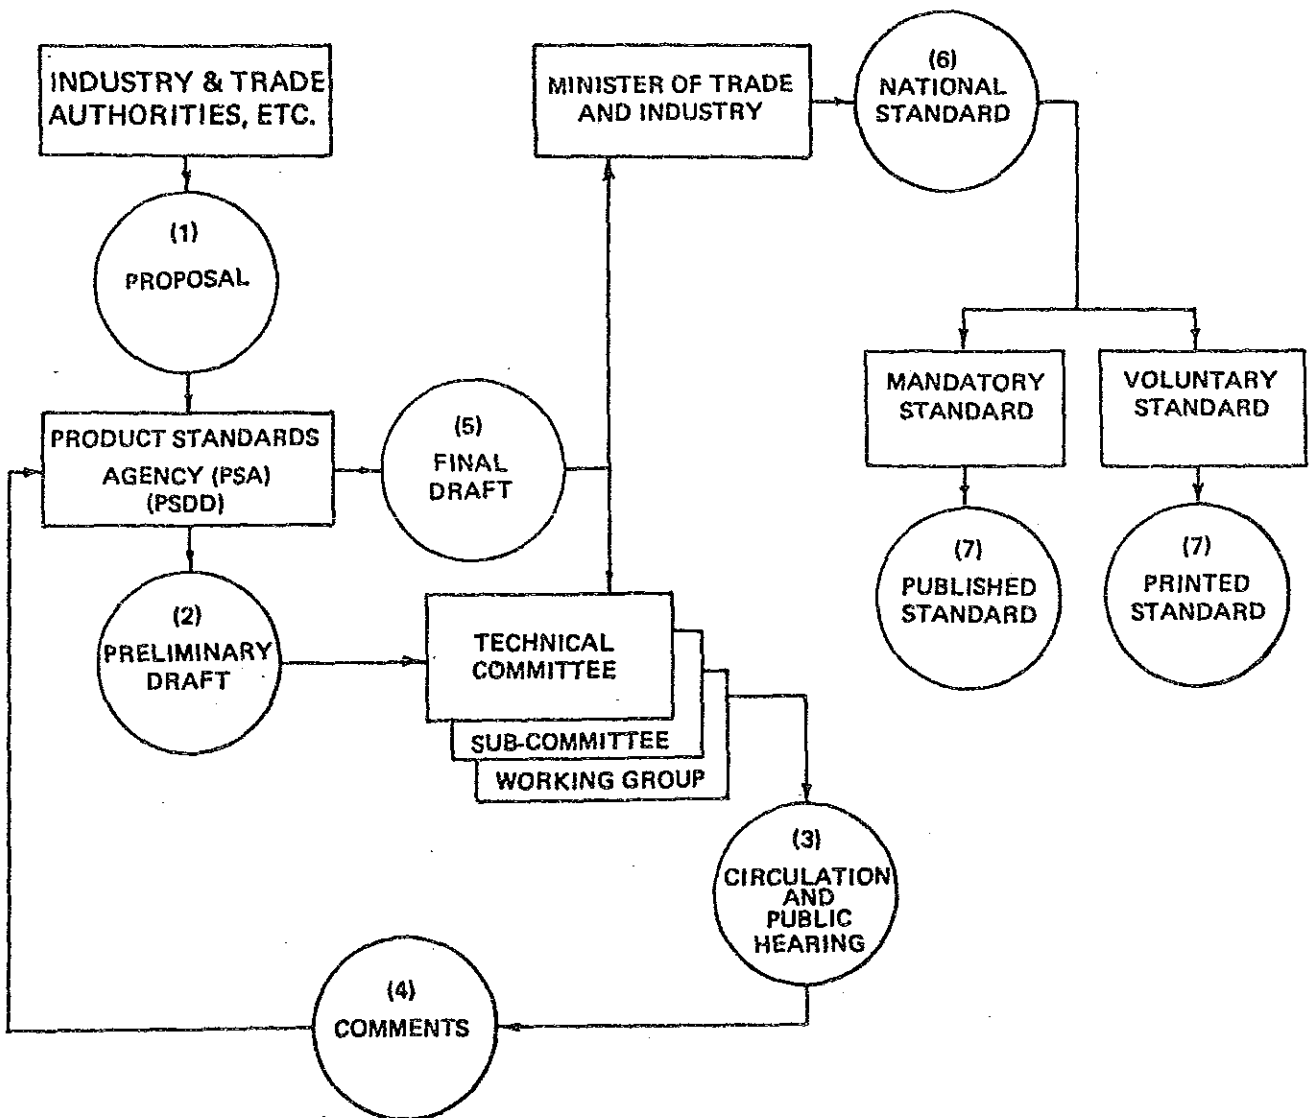 INDUSTRY & TRADE
AUTHORITIES, ETC.
(1)
PROPOSAL
PRODUCT STANDARDS
AGENCY (PSA)
(PSDD)
(2)
PRELIMINARY
DRAFT
(5)
FINAL
DRAFT
MINISTER OF TRADE
AND INDUSTRY
(6)
NATIONAL
STANDARD
MANDATORY
STANDARD
VOLUNTARY
STANDARD
(7)
PUBLISHED
STANDARD
(7)
PRINTED
STANDARD
TECHNICAL
COMMITTEE
SUB-COMMITTEE
WORKING GROUP
(3)
CIRCULATION
AND
PUBLIC
HEARING
(4)
COMMENTS